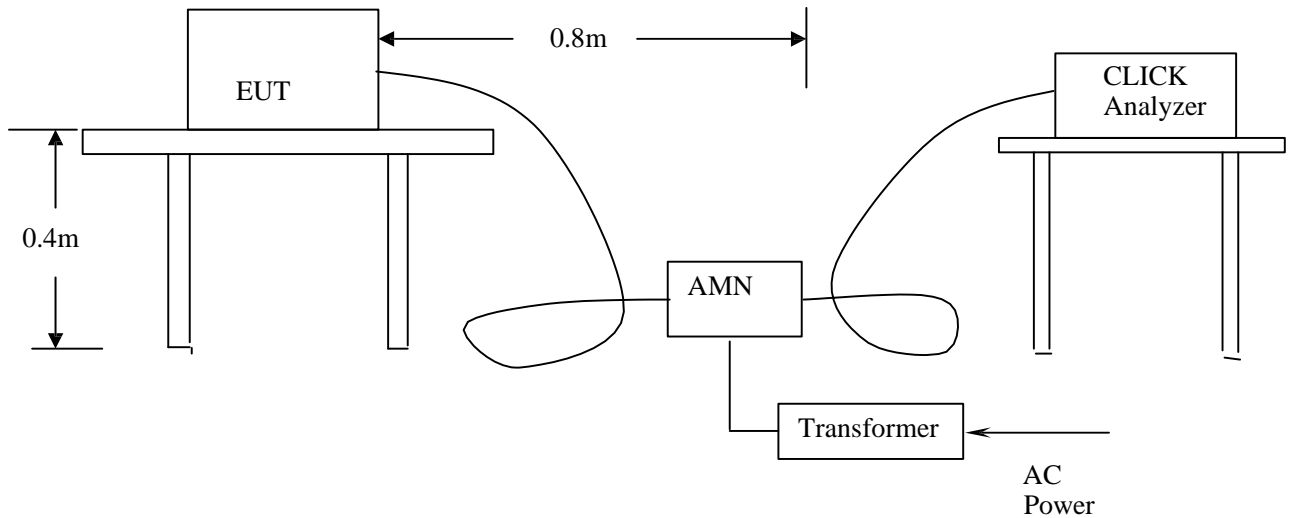 0.8m
EUT
CLICK
Analyzer
0.4m
AMN
Transformer
AC
Power